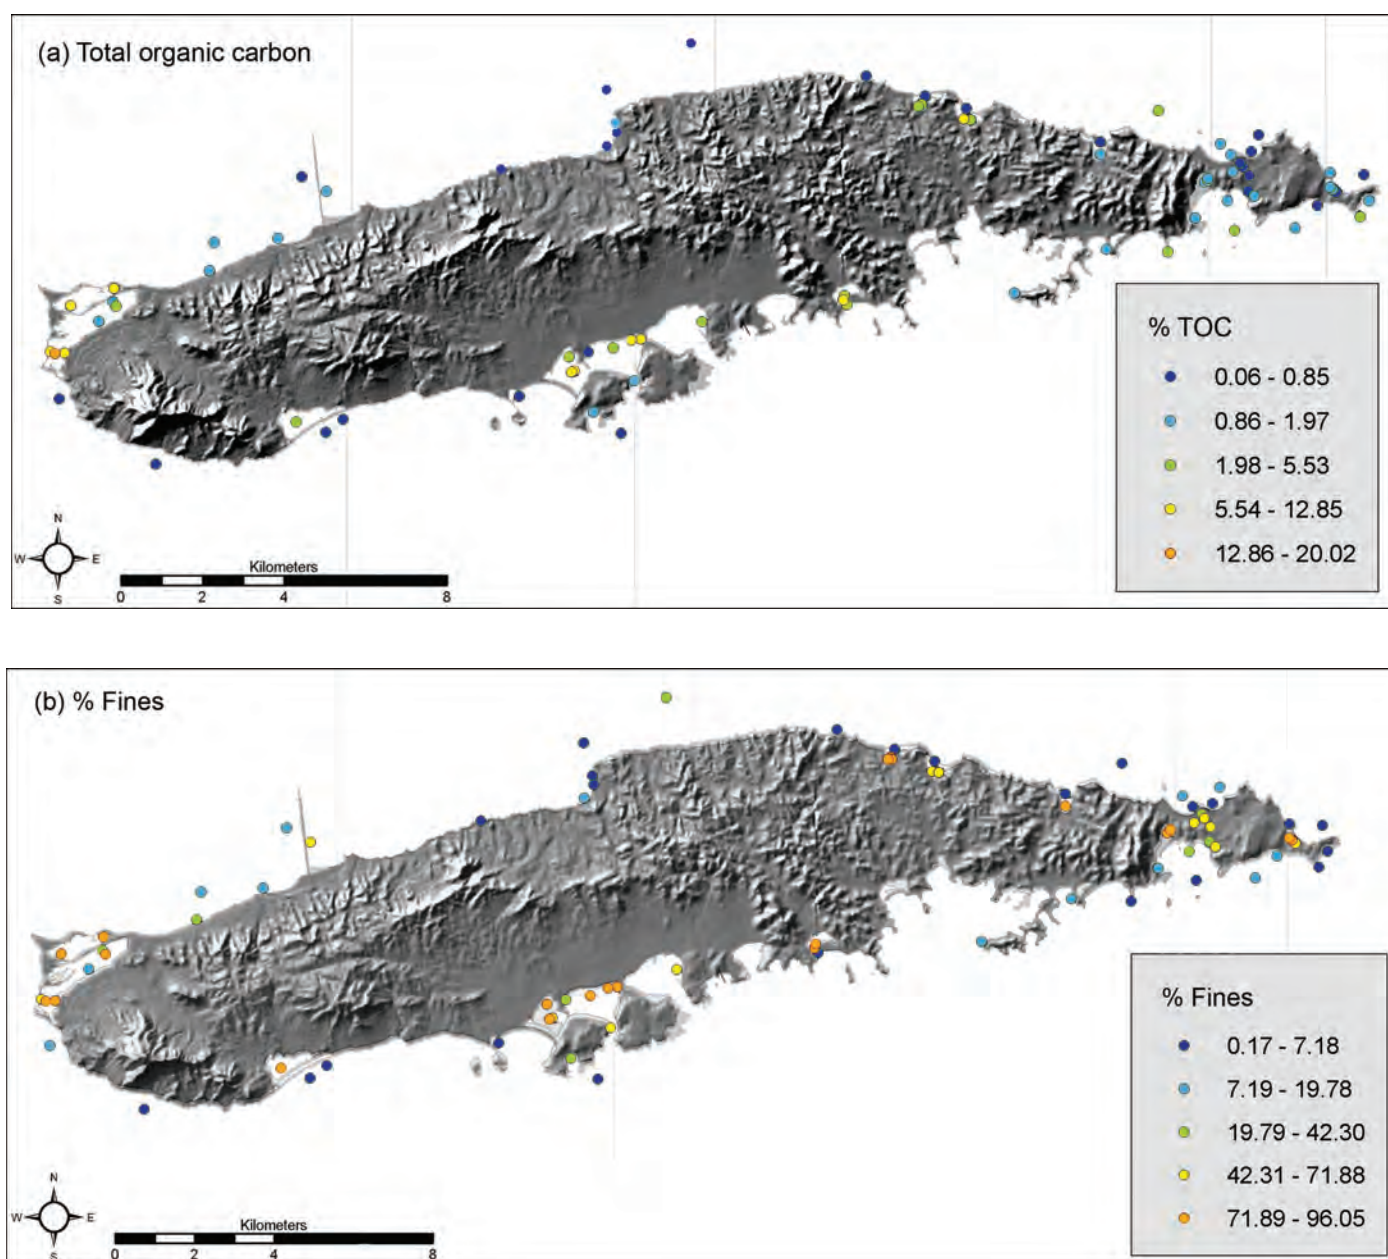 (a) Total organic carbon
% TOC
0.06 - 0.85
0.86 - 1.97
1.98 - 5.53
5.54 - 12.85
12.86 - 20.02
N
W E
S
Kilometers
0 2 4 8
(b) % Fines
% Fines
0.17 - 7.18
7.19 - 19.78
19.79 - 42.30
42.31 - 71.88
71.89 - 96.05
N
W E
S
Kilometers
0 2 4 8